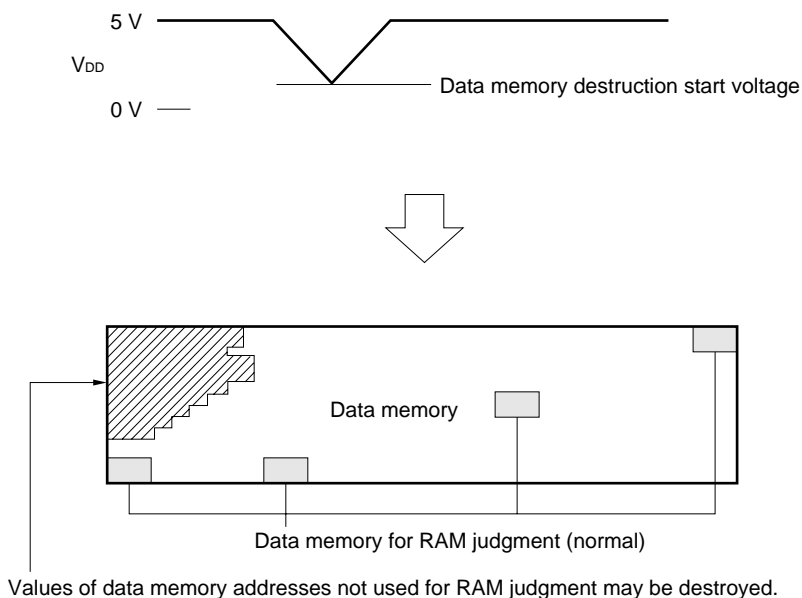 5 V
VDD
Data memory destruction start voltage
0 V
Data memory
Data memory for RAM judgment (normal)
Values of data memory addresses not used for RAM judgment may be destroyed.